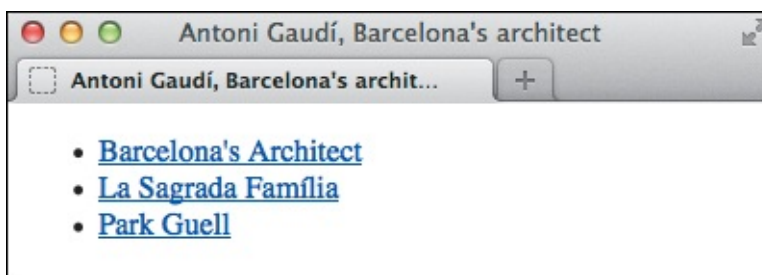 Antoni Gaudí, Barcelona's architect
Antoni Gaudí, Barcelona's archit...
Barcelona's Architect
La Sagrada Família
Park Guell